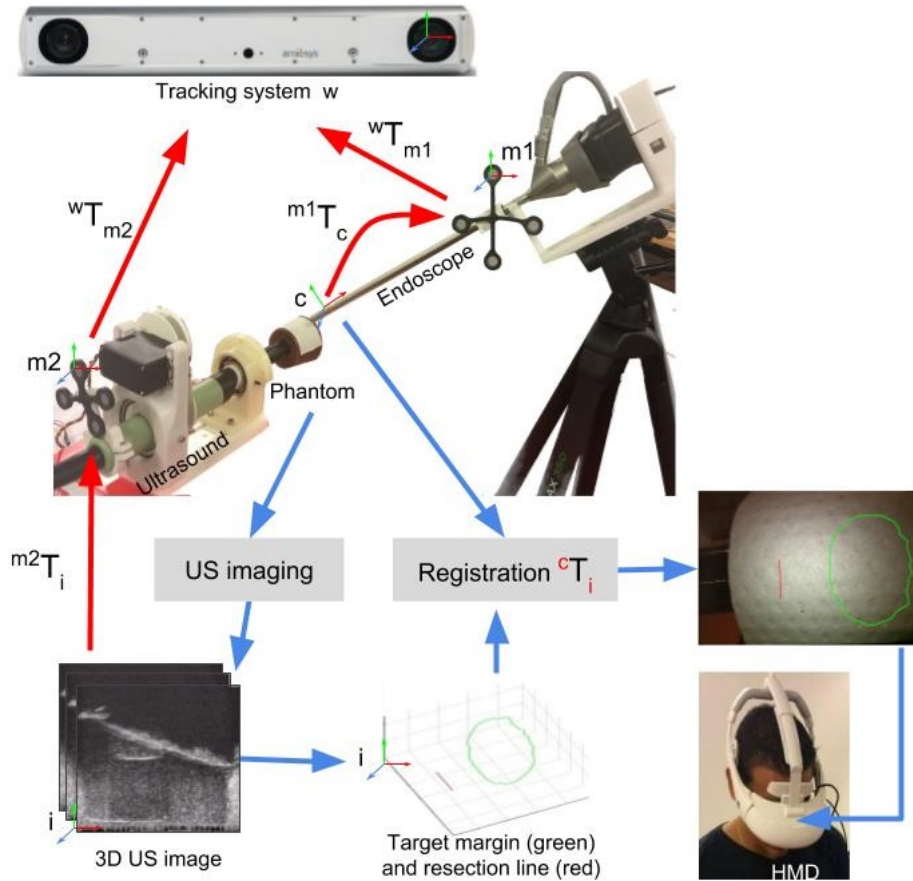 atracsys
Tracking system w
wTm1
m1
wTm2
m1Tc
Endoscope
c
m2
Phantom
Ultrasound
m2Ti
US imaging
Registration cTi
i
i
3D US image
Target margin (green)
and resection line (red)
HMD